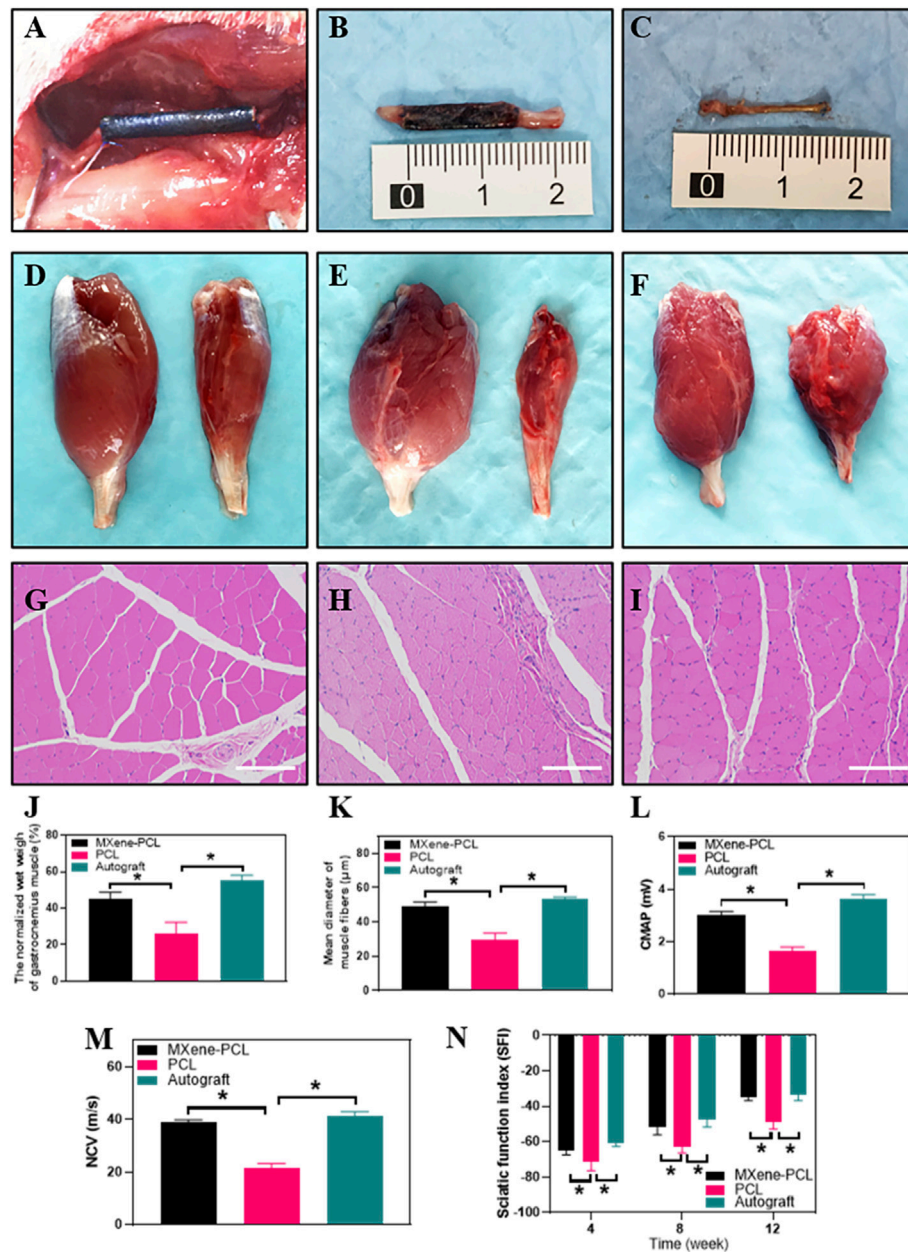 A
B
C
0 1 2
0 1 2
D
E
F
G
H
I
J
The normalized wet weigh
of gastrocnemius muscle (%)
80
60
40
20
0
MXene-PCL
PCL
Autograft
*
*
K
Mean diameter of
muscle fibers (µm)
80
60
40
20
0
MXene-PCL
PCL
Autograft
*
*
L
CMAP (mV)
6
4
2
0
MXene-PCL
PCL
Autograft
*
*
M
NCV (m/s)
60
40
20
0
MXene-PCL
PCL
Autograft
*
*
N
Sciatic function index (SFI)
0
-20
-40
-60
-80
-100
* *
* *
* *
MXene-PCL
PCL
Autograft
4 8 12
Time (week)